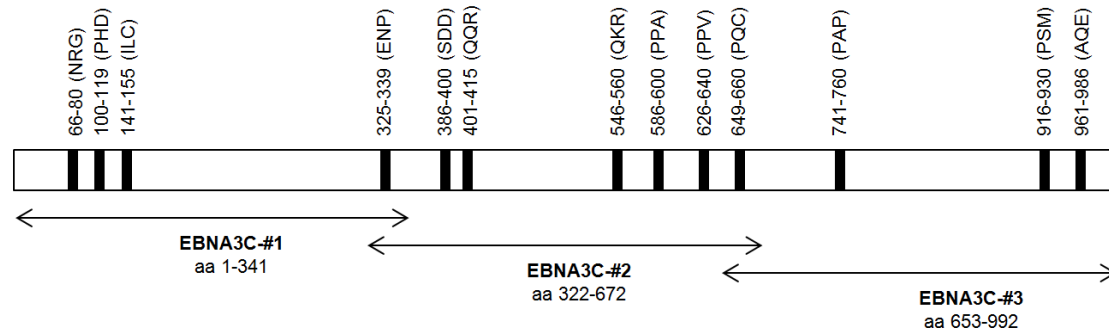 66-80 (NRG)
100-119 (PHD)
141-155 (ILC)
325-339 (ENP)
386-400 (SDD)
401-415 (QQR)
546-560 (QKR)
586-600 (PPA)
626-640 (PPV)
649-660 (PQC)
741-760 (PAP)
916-930 (PSM)
961-986 (AQE)
EBNA3C-#1
aa 1-341
EBNA3C-#2
aa 322-672
EBNA3C-#3
aa 653-992